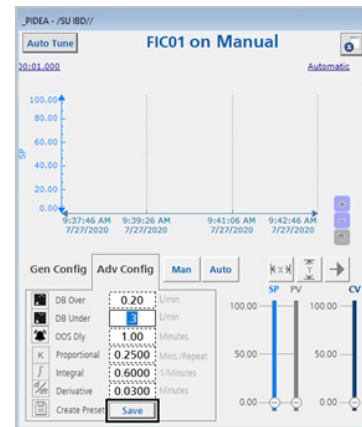 _PIDEA - /SU IBD//
Auto Tune FIC01 on Manual
00:01.000 Automatic
100.00
80.00
60.00
SP
40.00
20.00
0.00
9:37:46 AM 9:39:26 AM 9:41:06 AM 9:42:46 AM
7/27/2020 7/27/2020 7/27/2020 7/27/2020
Gen Config Adv Config Man Auto X Y
SP PV CV
DB Over 0.20 L/min
DB Under .3 L/min
OOS Dly 1.00 Minutes
K Proportional 0.2500 Mins./Repeat
∫ Integral 0.6000 1/Minutes
d/dt Derivative 0.0300 Minutes
Create Preset Save
100.00 100.00
50.00 50.00
0.00 0.00